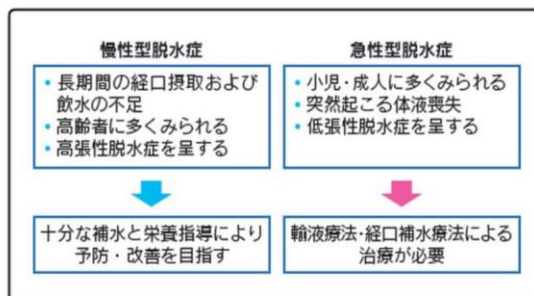 慢性型脱水症
• 長期間の経口摂取および
飲水の不足
• 高齢者に多くみられる
• 高張性脱水症を呈する
十分な補水と栄養指導により
予防・改善を目指す
急性型脱水症
• 小児・成人に多くみられる
• 突然起こる体液喪失
• 低張性脱水症を呈する
輸液療法・経口補水療法による
治療が必要